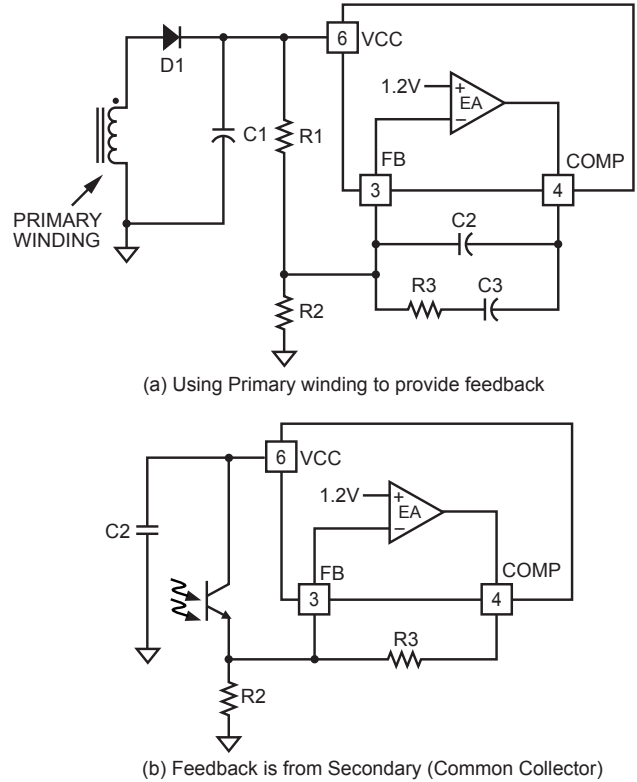 6
VCC
D1
1.2V
+
EA
−
C1
R1
FB
COMP
3
4
PRIMARY
WINDING
C2
R3
C3
R2
(a) Using Primary winding to provide feedback
6
VCC
1.2V
+
EA
−
C2
FB
COMP
3
4
R3
R2
(b) Feedback is from Secondary (Common Collector)